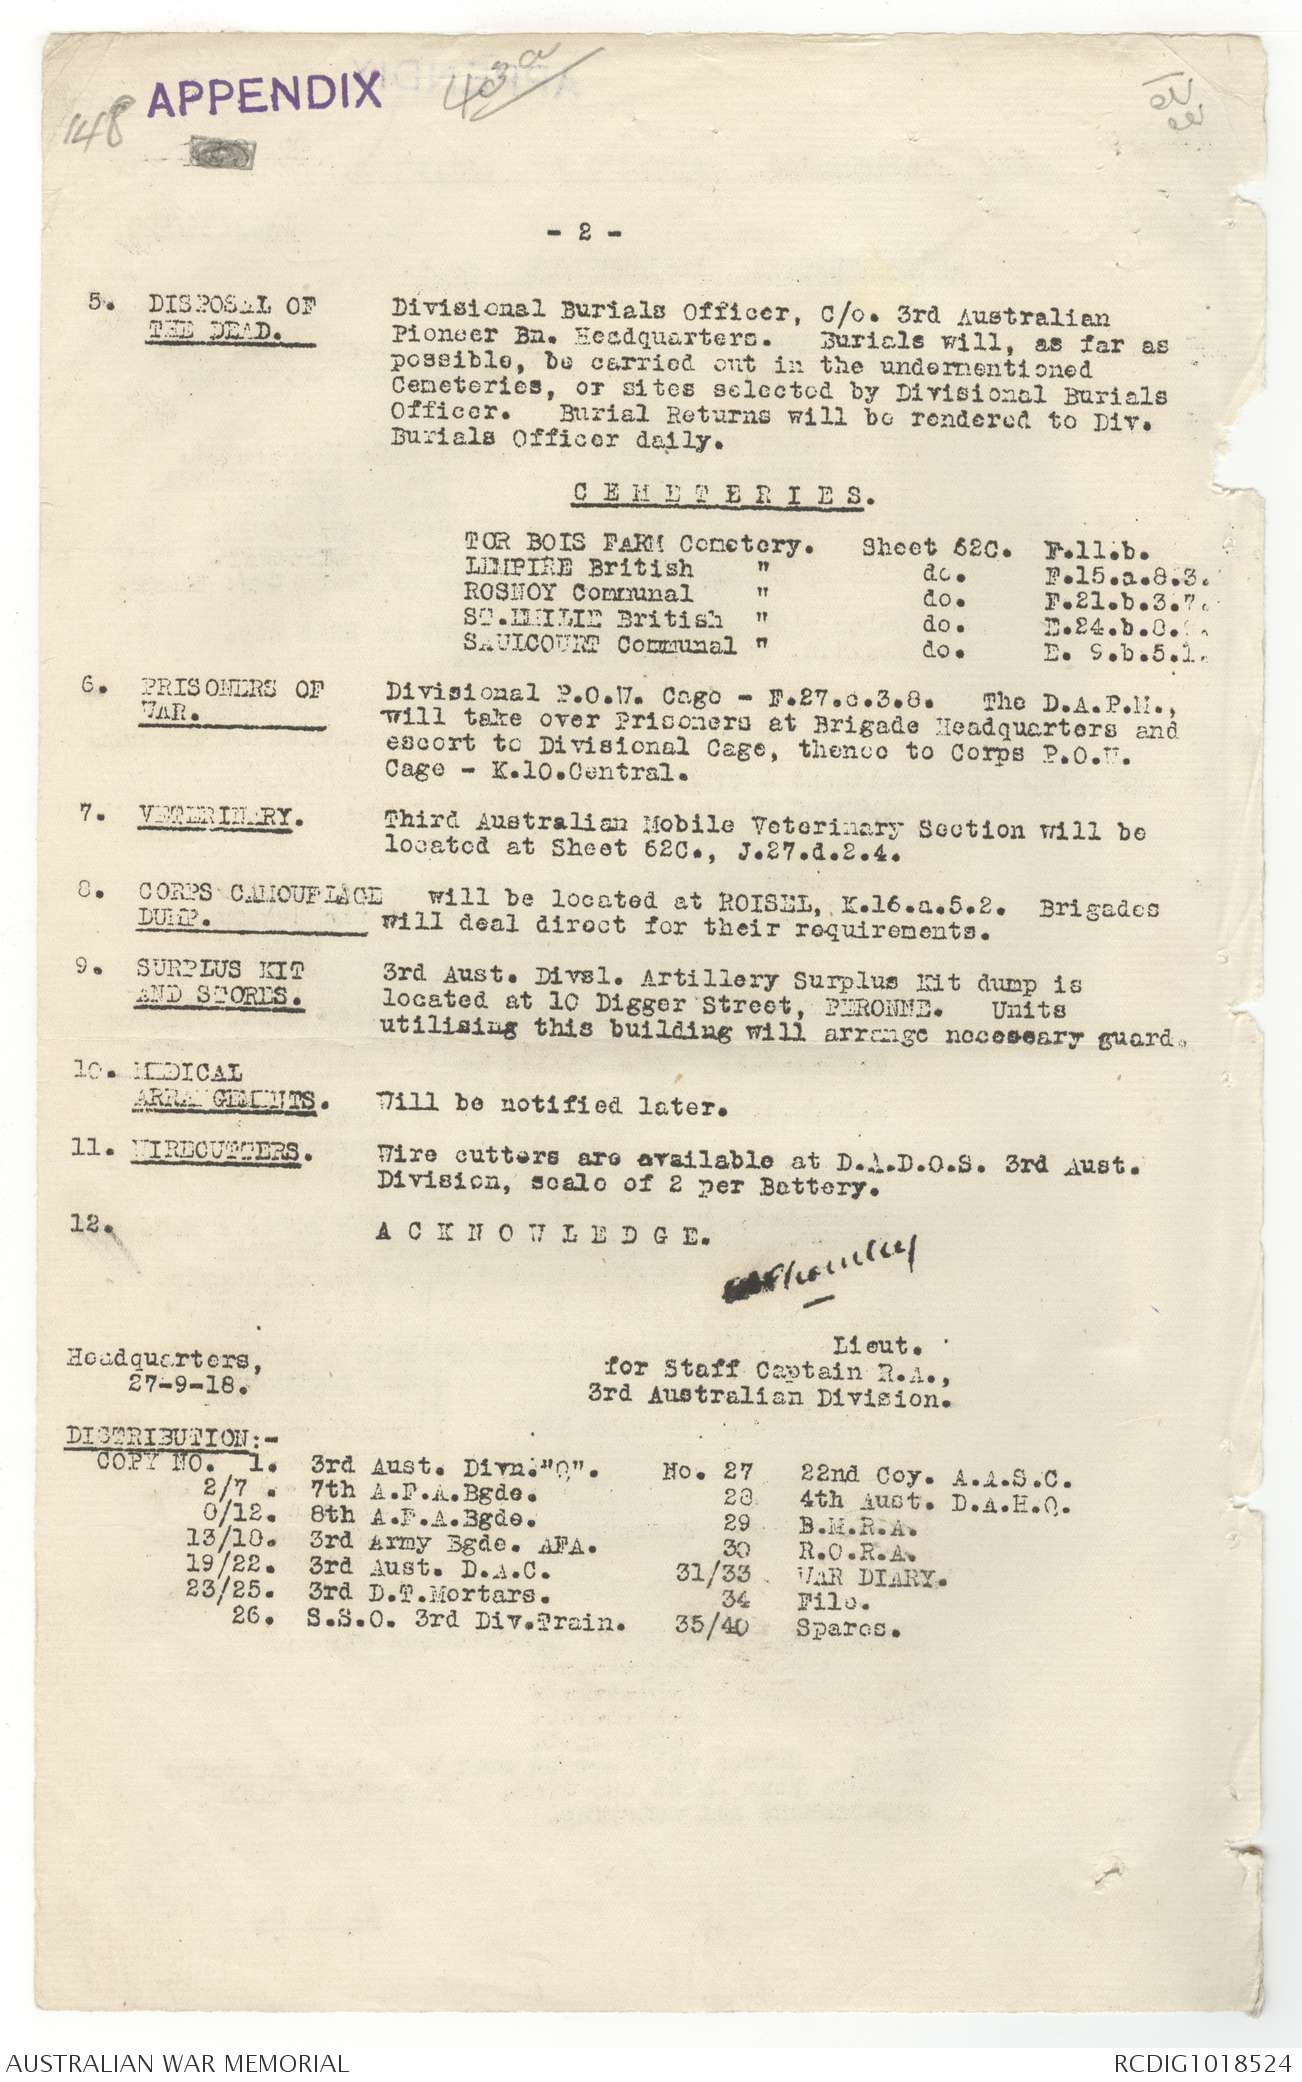 148 APPENDIX 43a
- 2 -
5. DISPOSAL OF THE DEAD. Divisional Burials Officer, C/o. 3rd Australian
Pioneer Bn. Headquarters. Burials will, as far as
possible, be carried out in the undermentioned
Cemeteries, or sites selected by Divisional Burials
Officer. Burial Returns will be rendered to Div.
Burials Officer daily.
C E M E T E R I E S.
TOR BOIS FARM Cemetery. Sheet 62C. F.11.b.
LEMPIRE British " do. F.15.a.8.3.
ROSNOY Communal " do. F.21.b.3.7.
ST.EMILIE British " do. E.24.b.0.
SAULCOURT Communal " do. E. 9.b.5.1.
6. PRISONERS OF WAR. Divisional P.O.W. Cage - F.27.c.3.8. The D.A.P.M.,
will take over Prisoners at Brigade Headquarters and
escort to Divisional Cage, thence to Corps P.O.W.
Cage - K.10.Central.
7. VETERINARY. Third Australian Mobile Veterinary Section will be
located at Sheet 62C., J.27.d.2.4.
8. CORPS CAMOUFLAGE DUMP. will be located at ROISEL, K.16.a.5.2. Brigades
will deal direct for their requirements.
9. SURPLUS KIT AND STORES. 3rd Aust. Divsl. Artillery Surplus Kit dump is
located at 10 Digger Street, PERONNE. Units
utilising this building will arrange necessary guard.
10. MEDICAL
ARRANGEMENTS. Will be notified later.
11. WIRECUTTERS. Wire cutters are available at D.A.D.O.S. 3rd Aust.
Division, scale of 2 per Battery.
12. A C K N O W L E D G E.
Lieut.
for Staff Captain R.A.,
3rd Australian Division.
Headquarters,
27-9-18.
DISTRIBUTION:-
COPY NO. 1. 3rd Aust. Divn."Q". No. 27 22nd Coy. A.A.S.C.
2/7 . 7th A.F.A.Bgde. 28 4th Aust. D.A.H.Q.
8/12. 8th A.F.A.Bgde. 29 B.M.R.A.
13/18. 3rd Army Bgde. AFA. 30 R.O.R.A.
19/22. 3rd Aust. D.A.C. 31/33 WAR DIARY.
23/25. 3rd D.T.Mortars. 34 File.
26. S.S.O. 3rd Div.Train. 35/40 Spares.
AUSTRALIAN WAR MEMORIAL RCDIG1018524